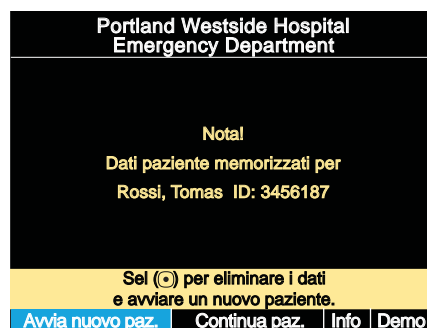 Portland Westside Hospital
Emergency Department
Nota!
Dati paziente memorizzati per
Rossi, Tomas ID: 3456187
Sel (⊙) per eliminare i dati
e avviare un nuovo paziente.
Avvia nuovo paz. Continua paz. Info Demo